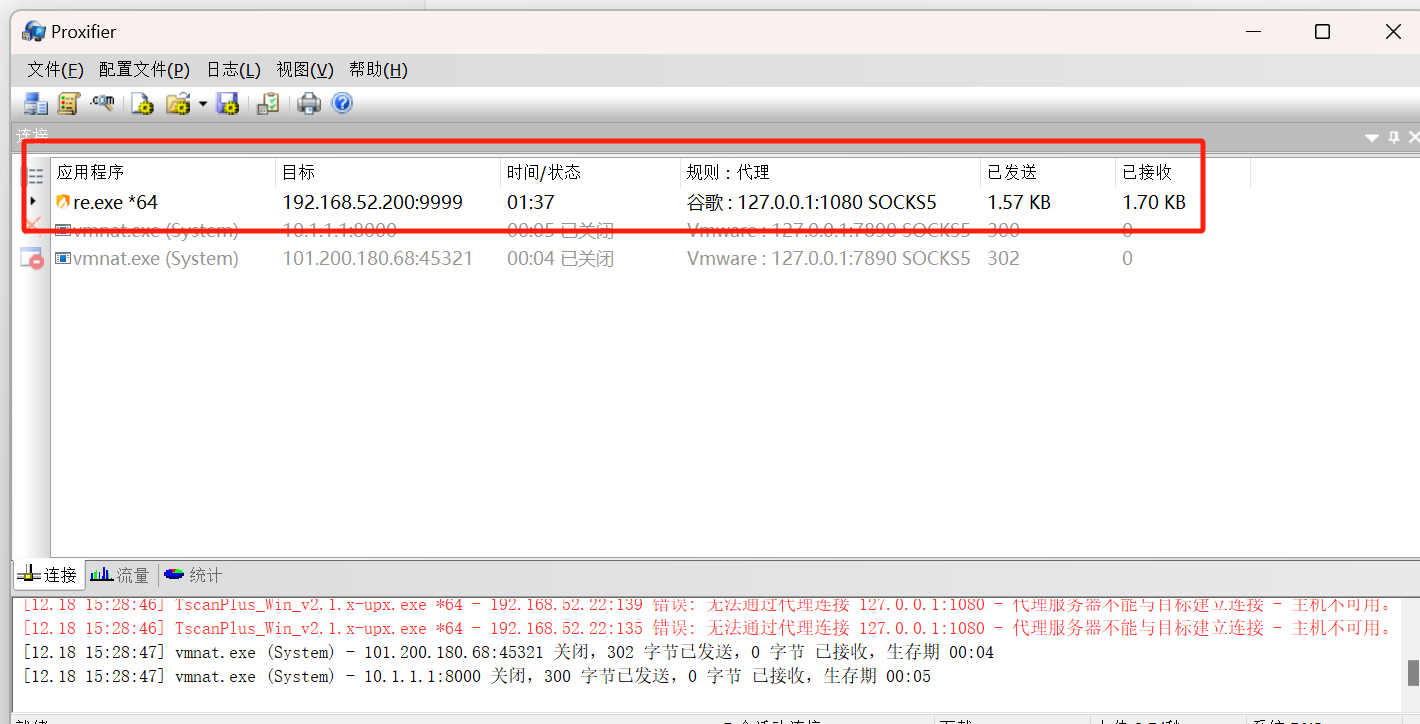 Proxifier
文件(F) 配置文件(P) 日志(L) 视图(V) 帮助(H)
.com
连接
应用程序 目标 时间/状态 规则 : 代理 已发送 已接收
re.exe *64 192.168.52.200:9999 01:37 谷歌 : 127.0.0.1:1080 SOCKS5 1.57 KB 1.70 KB
vmnat.exe (System) 10.1.1.1:8000 00:05 已关闭 Vmware : 127.0.0.1:7890 SOCKS5 300 0
vmnat.exe (System) 101.200.180.68:45321 00:04 已关闭 Vmware : 127.0.0.1:7890 SOCKS5 302 0
连接 流量 统计
[12.18 15:28:46] TscanPlus_Win_v2.1.x-upx.exe *64 - 192.168.52.22:139 错误: 无法通过代理连接 127.0.0.1:1080 - 代理服务器不能与目标建立连接 - 主机不可用。
[12.18 15:28:46] TscanPlus_Win_v2.1.x-upx.exe *64 - 192.168.52.22:135 错误: 无法通过代理连接 127.0.0.1:1080 - 代理服务器不能与目标建立连接 - 主机不可用。
[12.18 15:28:47] vmnat.exe (System) - 101.200.180.68:45321 关闭, 302 字节已发送, 0 字节 已接收, 生存期 00:04
[12.18 15:28:47] vmnat.exe (System) - 10.1.1.1:8000 关闭, 300 字节已发送, 0 字节 已接收, 生存期 00:05